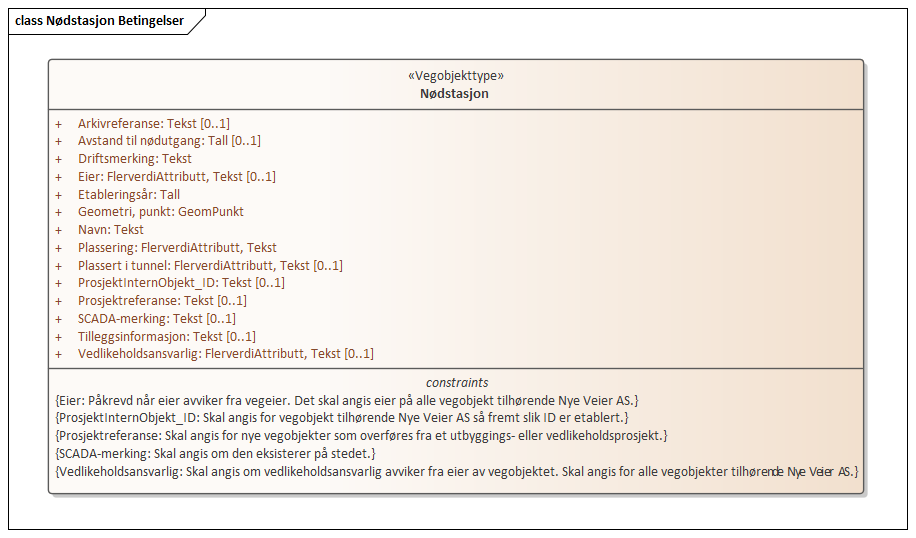 class Nødstasjon Betingelser
«Vegobjekttype»
Nødstasjon
+ Arkivreferanse: Tekst [0..1]
+ Avstand til nødutgang: Tall [0..1]
+ Driftsmerking: Tekst
+ Eier: FlerverdiAttributt, Tekst [0..1]
+ Etableringsår: Tall
+ Geometri, punkt: GeomPunkt
+ Navn: Tekst
+ Plassering: FlerverdiAttributt, Tekst
+ Plassert i tunnel: FlerverdiAttributt, Tekst [0..1]
+ ProsjektInternObjekt_ID: Tekst [0..1]
+ Prosjektreferanse: Tekst [0..1]
+ SCADA-merking: Tekst [0..1]
+ Tilleggsinformasjon: Tekst [0..1]
+ Vedlikeholdsansvarlig: FlerverdiAttributt, Tekst [0..1]
constraints
{Eier: Påkrevd når eier avviker fra vegeier. Det skal angis eier på alle vegobjekt tilhørende Nye Veier AS.}
{ProsjektInternObjekt_ID: Skal angis for vegobjekt tilhørende Nye Veier AS så fremt slik ID er etablert.}
{Prosjektreferanse: Skal angis for nye vegobjekter som overføres fra et utbyggings- eller vedlikeholdsprosjekt.}
{SCADA-merking: Skal angis om den eksisterer på stedet.}
{Vedlikeholdsansvarlig: Skal angis om vedlikeholdsansvarlig avviker fra eier av vegobjektet. Skal angis for alle vegobjekter tilhørende Nye Veier AS.}